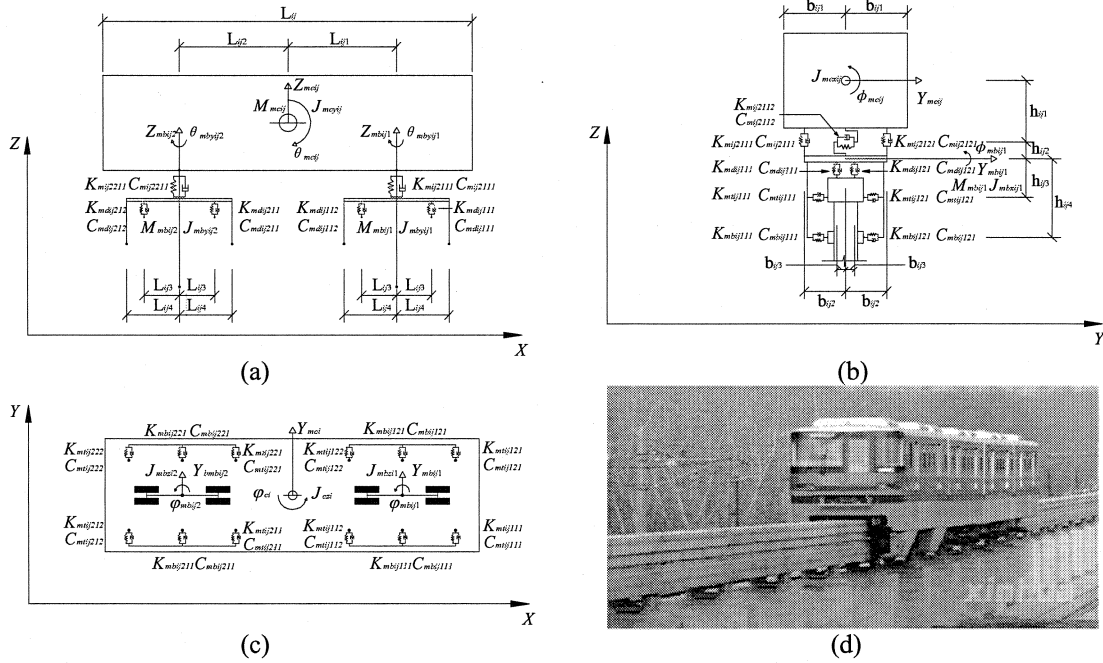 L_ij
L_ij2 L_ij1
Z_mcij
M_mcij J_mcyij
θ_mcij
Z_mbij2 θ_mbyij2 Z_mbij1 θ_mbyij1
Z
K_mij2211 C_mij2211 K_mij2111 C_mij2111
K_mdij212 K_mdij211 K_mdij112 K_mdij111
C_mdij212 M_mbij2 J_mbyij2 C_mdij211 C_mdij112 M_mbij1 J_mbyij1 C_mdij111
L_ij3 L_ij3 L_ij3 L_ij3
L_ij4 L_ij4 L_ij4 L_ij4
X
(a)
b_ij1 b_ij1
J_mcxij
ϕ_mcij Y_mcij
h_ij1
K_mij2112
C_mij2112
Z
K_mij2111 C_mij2111 K_mij2121 C_mij2121 ϕ_mbij1 h_ij2
K_mdij111 C_mdij111 K_mdij121 C_mdij121 Y_mbij1
M_mbij1 J_mbxij1 h_ij3
K_mtij111 C_mtij111 K_mtij121 C_mtij121
h_ij4
K_mbij111 C_mbij111 K_mbij121 C_mbij121
b_ij3 b_ij3
b_ij2 b_ij2
Y
(b)
Y
K_mbij221 C_mbij221 Y_mci K_mbij121 C_mbij121
K_mtij222 K_mtij221 K_mtij122 K_mtij121
C_mtij222 C_mtij221 C_mtij122 C_mtij121
J_mbzi2 Y_bmbij2 J_mbzi1 Y_mbij1
φ_mbij2 φ_ci J_czi φ_mbij1
K_mtij212 K_mtij211 K_mtij112 K_mtij111
C_mtij212 C_mtij211 C_mtij112 C_mtij111
K_mbij211 C_mbij211 K_mbij111 C_mbij111
X
(c)
(d)